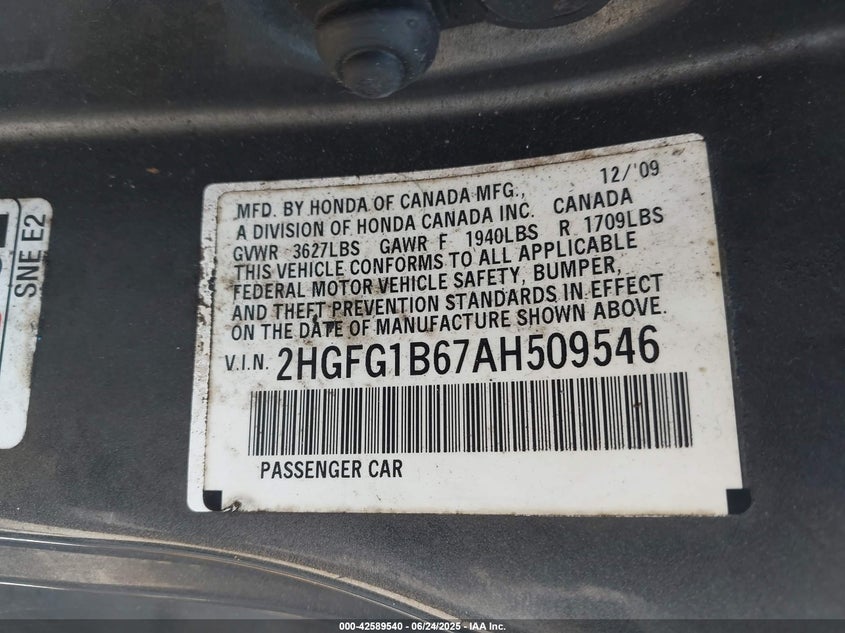 12/'09
MFD. BY HONDA OF CANADA MFG.,
A DIVISION OF HONDA CANADA INC. CANADA
GVWR 3627LBS GAWR F 1940LBS R 1709LBS
THIS VEHICLE CONFORMS TO ALL APPLICABLE
FEDERAL MOTOR VEHICLE SAFETY, BUMPER,
AND THEFT PREVENTION STANDARDS IN EFFECT
ON THE DATE OF MANUFACTURE SHOWN ABOVE.
V.I.N. 2HGFG1B67AH509546
PASSENGER CAR
SNE E2
000-42589540 - 06/24/2025 - IAA Inc.